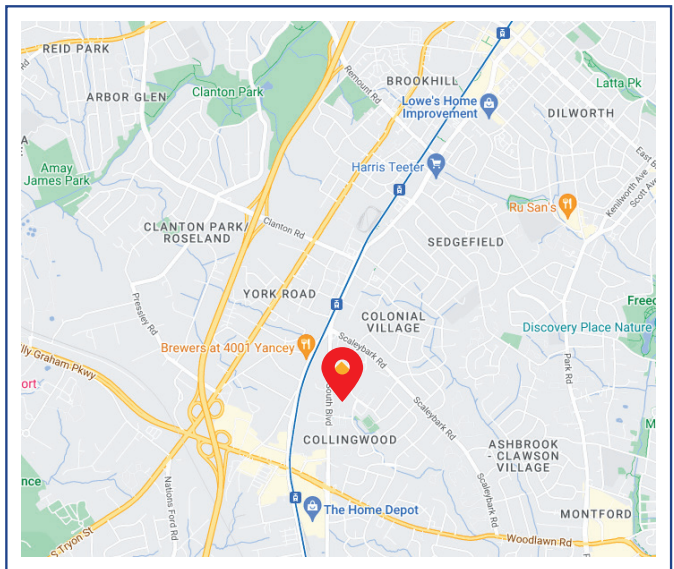 REID PARK
Rd
ARBOR GLEN
Clanton Park
Remount Rd
BROOKHILL
Lowe's Home
Improvement
Latta Pk
DILWORTH
A
E
Amay
James Park
Harris Teeter
East B
Kenilworth Ave
Scott Ave
Ru San's
CLANTON PARK/
ROSELAND
Clanton Rd
SEDGEFIELD
Pressley Rd
YORK ROAD
COLONIAL
VILLAGE
Freed
Discovery Place Nature
Brewers at 4001 Yancey
Scaleybark Rd
Park Rd
lly Graham Pkwy
ort
South Blvd
Scaleybark Rd
COLLINGWOOD
ASHBROOK
- CLAWSON
VILLAGE
M
nce
Nations Ford Rd
Scaleybark Rd
The Home Depot
MONTFORD
S Tryon St
Woodlawn Rd